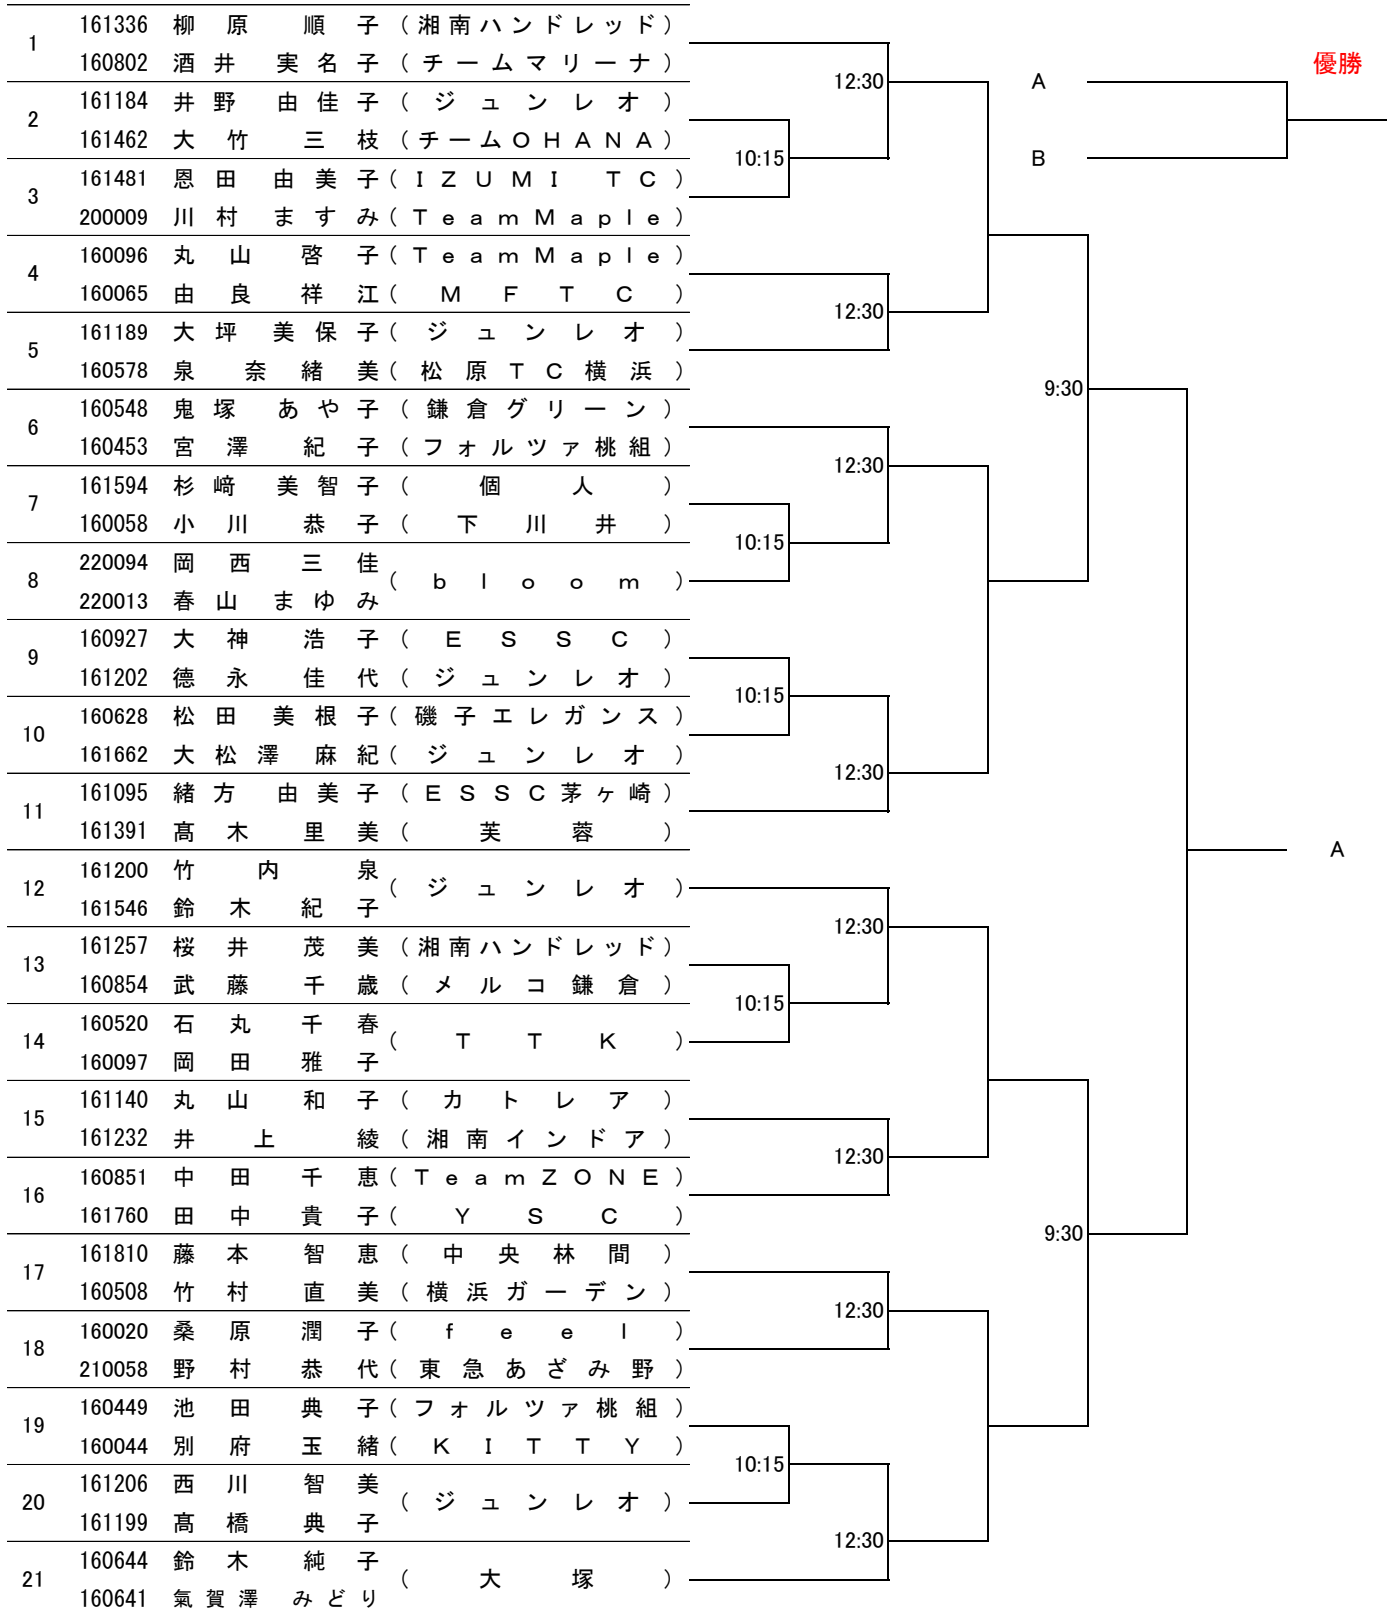 161336 柳原 順子 (湘南ハンドレッド)
1
160802 酒井 実名子 (チームマリーナ)
優勝
12:30 A
161184 井野 由佳子 (ジュンレオ)
2
161462 大竹 三枝 (チームOHANA)
10:15 B
161481 恩田 由美子 (IZUMI TC)
3
200009 川村 ますみ (TeamMaple)
160096 丸山 啓子 (TeamMaple)
4
160065 由良 祥江 (MFTC)
12:30
161189 大坪 美保子 (ジュンレオ)
5
160578 泉 奈緒美 (松原TC横浜)
9:30
160548 鬼塚 あや子 (鎌倉グリーン)
6
160453 宮澤 紀子 (フォルツァ桃組)
12:30
161594 杉﨑 美智子 (個人)
7
160058 小川 恭子 (下川井)
10:15
220094 岡西 三佳
8 (bloom)
220013 春山 まゆみ
160927 大神 浩子 (ESSC)
9
161202 德永 佳代 (ジュンレオ)
10:15
160628 松田 美根子 (磯子エレガンス)
10
161662 大松澤 麻紀 (ジュンレオ)
12:30
161095 緒方 由美子 (ESSC茅ヶ崎)
11
161391 髙木 里美 (芙蓉)
A
161200 竹内 泉
12 (ジュンレオ)
161546 鈴木 紀子
12:30
161257 桜井 茂美 (湘南ハンドレッド)
13
160854 武藤 千歳 (メルコ鎌倉)
10:15
160520 石丸 千春
14 (TTK)
160097 岡田 雅子
161140 丸山 和子 (カトレア)
15
161232 井上 綾 (湘南インドア)
12:30
160851 中田 千恵 (TeamZONE)
16
161760 田中 貴子 (YSC)
9:30
161810 藤本 智恵 (中央林間)
17
160508 竹村 直美 (横浜ガーデン)
12:30
160020 桑原 潤子 (feel)
18
210058 野村 恭代 (東急あざみ野)
160449 池田 典子 (フォルツァ桃組)
19
160044 別府 玉緒 (KITTY)
10:15
161206 西川 智美
20 (ジュンレオ)
161199 髙橋 典子
12:30
160644 鈴木 純子
21 (大塚)
160641 氣賀澤 みどり